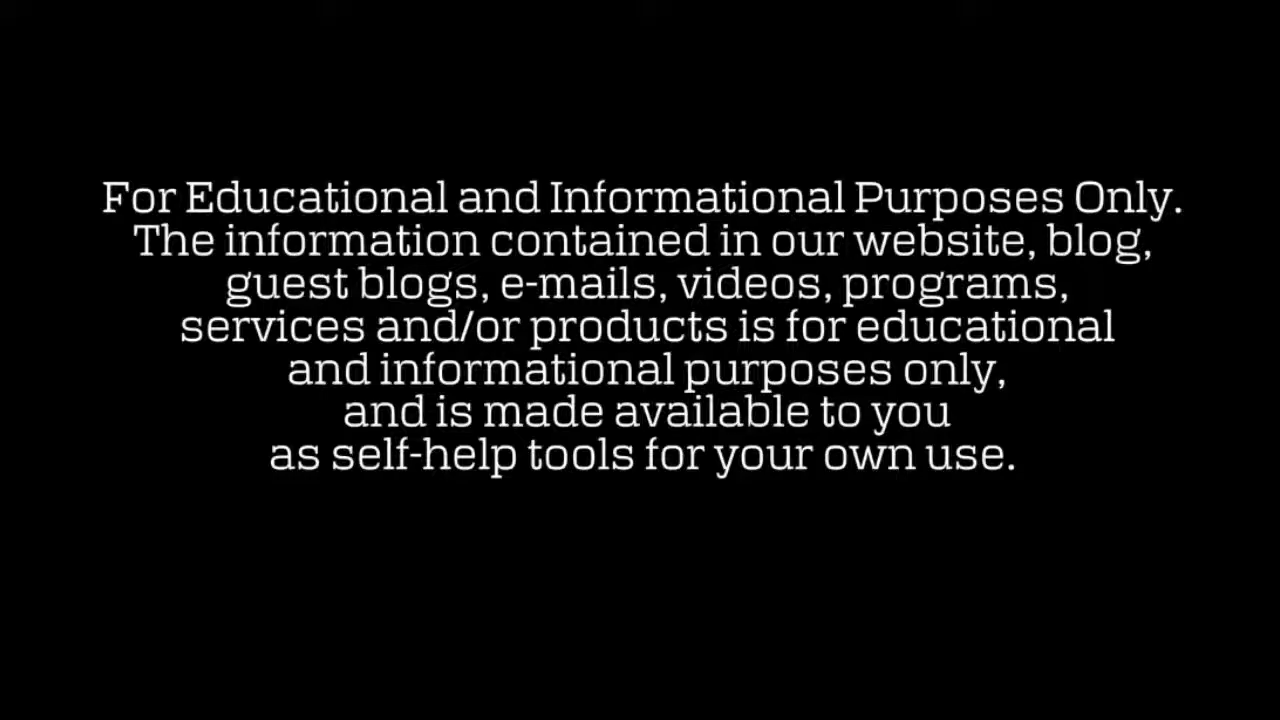 For Educational and Informational Purposes Only.
The information contained in our website, blog,
guest blogs, e-mails, videos, programs,
services and/or products is for educational
and informational purposes only,
and is made available to you
as self-help tools for your own use.